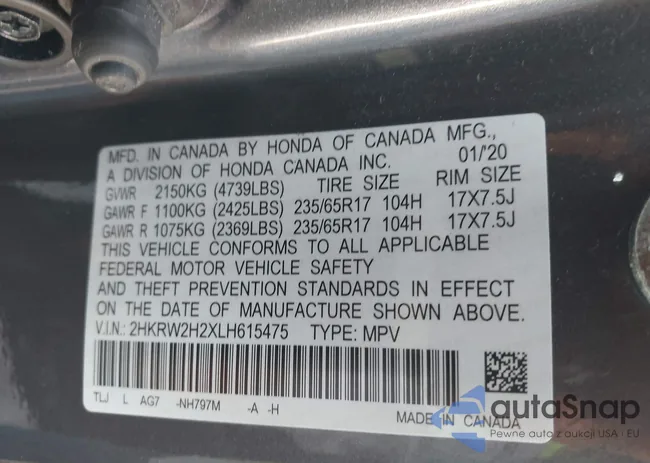 MFD. IN CANADA BY HONDA OF CANADA MFG.,
A DIVISION OF HONDA CANADA INC. 01/'20
GVWR 2150KG (4739LBS) TIRE SIZE RIM SIZE
GAWR F 1100KG (2425LBS) 235/65R17 104H 17X7.5J
GAWR R 1075KG (2369LBS) 235/65R17 104H 17X7.5J
THIS VEHICLE CONFORMS TO ALL APPLICABLE
FEDERAL MOTOR VEHICLE SAFETY
AND THEFT PREVENTION STANDARDS IN EFFECT
ON THE DATE OF MANUFACTURE SHOWN ABOVE.
V.I.N.: 2HKRW2H2XLH615475 TYPE: MPV
TLJ L AG7 -NH797M -A -H
MADE IN CANADA
autaSnap
Pewne auto z aukcji USA i EU